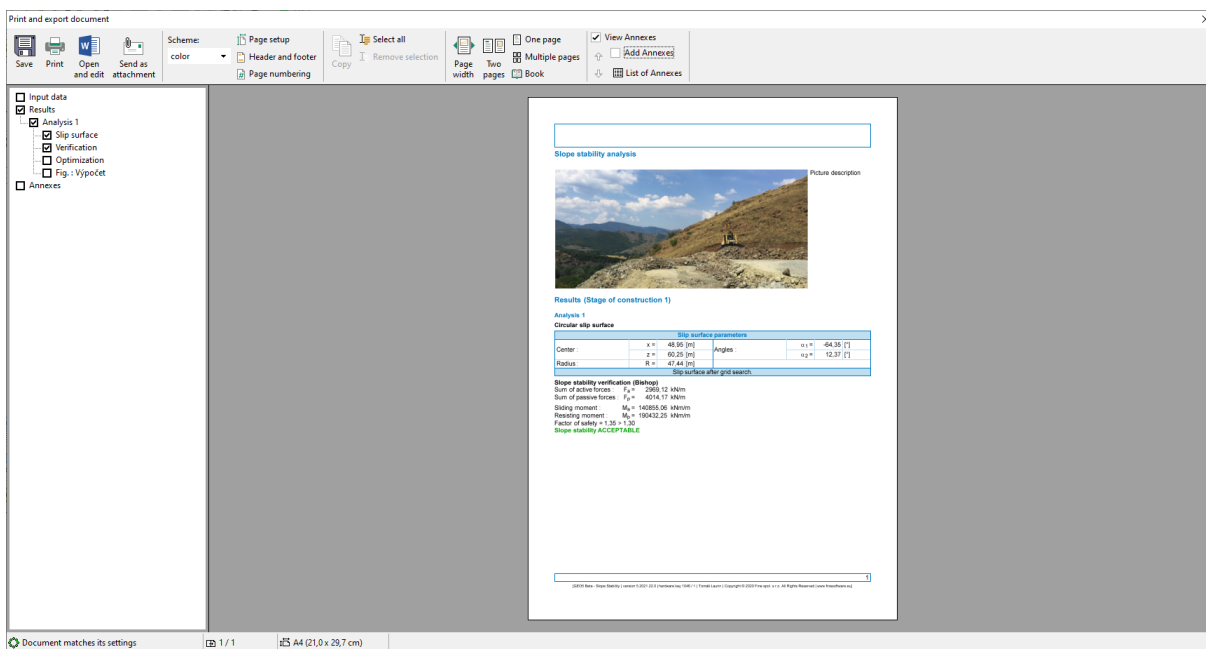 Print and export document
Save
Print
Open and edit
Send as attachment
Scheme:
color
Page setup
Header and footer
Page numbering
Copy
Select all
Remove selection
Page width
Two pages
One page
Multiple pages
Book
View Annexes
Add Annexes
List of Annexes
Input data
Results
Analysis 1
Slip surface
Verification
Optimization
Fig. : Výpočet
Annexes
Slope stability analysis
Picture description
Results (Stage of construction 1)
Analysis 1
Circular slip surface
Slip surface parameters
Center : x = 48,95 [m] Angles : α1 = -64,35 [°]
z = 60,25 [m] α2 = 12,37 [°]
Radius : R = 47,44 [m]
Slip surface after grid search.
Slope stability verification (Bishop)
Sum of active forces : Fa = 2969,12 kN/m
Sum of passive forces : Fp = 4014,17 kN/m
Sliding moment : Ma = 140855,06 kNm/m
Resisting moment : Mp = 190432,25 kNm/m
Factor of safety = 1,35 > 1,30
Slope stability ACCEPTABLE
1
Document matches its settings
1 / 1
A4 (21,0 x 29,7 cm)